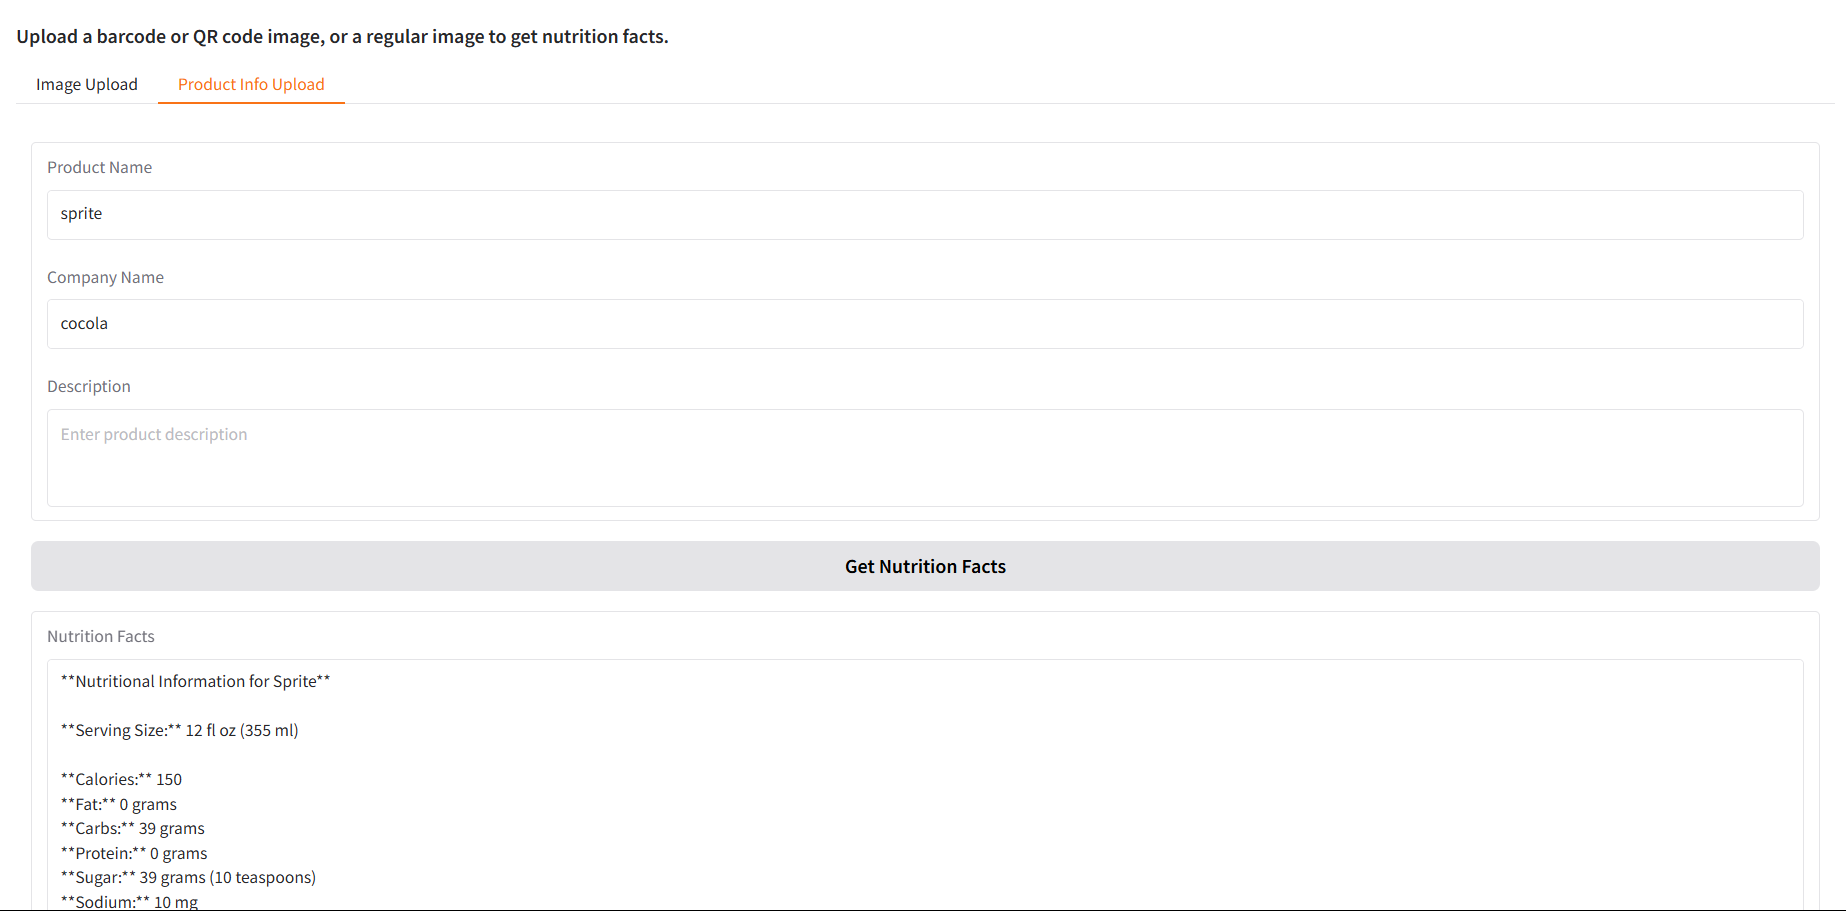 Upload a barcode or QR code image, or a regular image to get nutrition facts.
Image Upload
Product Info Upload
Product Name
sprite
Company Name
cocola
Description
Enter product description
Get Nutrition Facts
Nutrition Facts
**Nutritional Information for Sprite**
**Serving Size:** 12 fl oz (355 ml)
**Calories:** 150
**Fat:** 0 grams
**Carbs:** 39 grams
**Protein:** 0 grams
**Sugar:** 39 grams (10 teaspoons)
**Sodium:** 10 mg